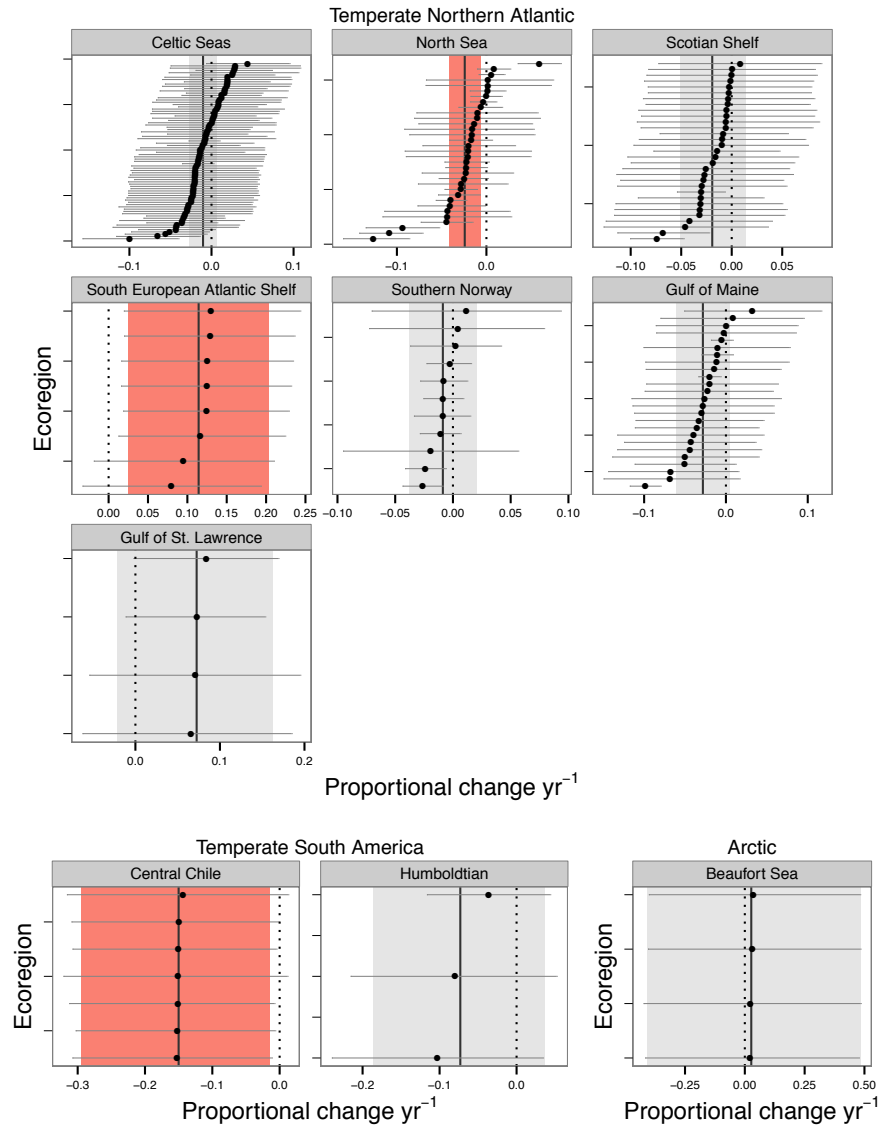 Temperate Northern Atlantic
Celtic Seas North Sea Scotian Shelf
−0.1 0.0 0.1 −0.1 0.0 −0.10 −0.05 0.00 0.05
South European Atlantic Shelf Southern Norway Gulf of Maine
0.00 0.05 0.10 0.15 0.20 0.25 −0.10 −0.05 0.00 0.05 0.10 −0.1 0.0 0.1
Ecoregion
Gulf of St. Lawrence
0.0 0.1 0.2
Proportional change yr⁻¹
Temperate South America Arctic
Central Chile Humboldtian Beaufort Sea
Ecoregion Ecoregion
−0.3 −0.2 −0.1 0.0 −0.2 −0.1 0.0 −0.25 0.00 0.25 0.50
Proportional change yr⁻¹ Proportional change yr⁻¹